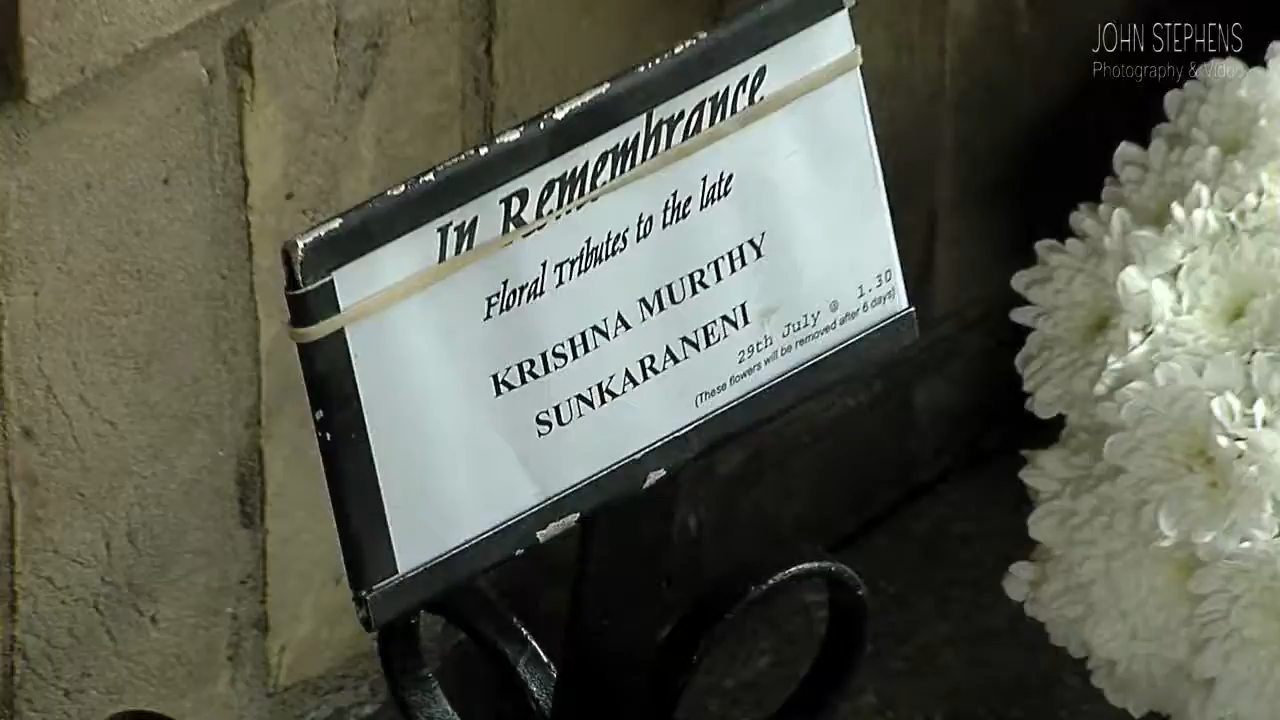 JOHN STEPHENS
Photography & Video
In Remembrance
Floral Tributes to the late
KRISHNA MURTHY
SUNKARANENI
29th July @ 1.30
(These flowers will be removed after 6 days)